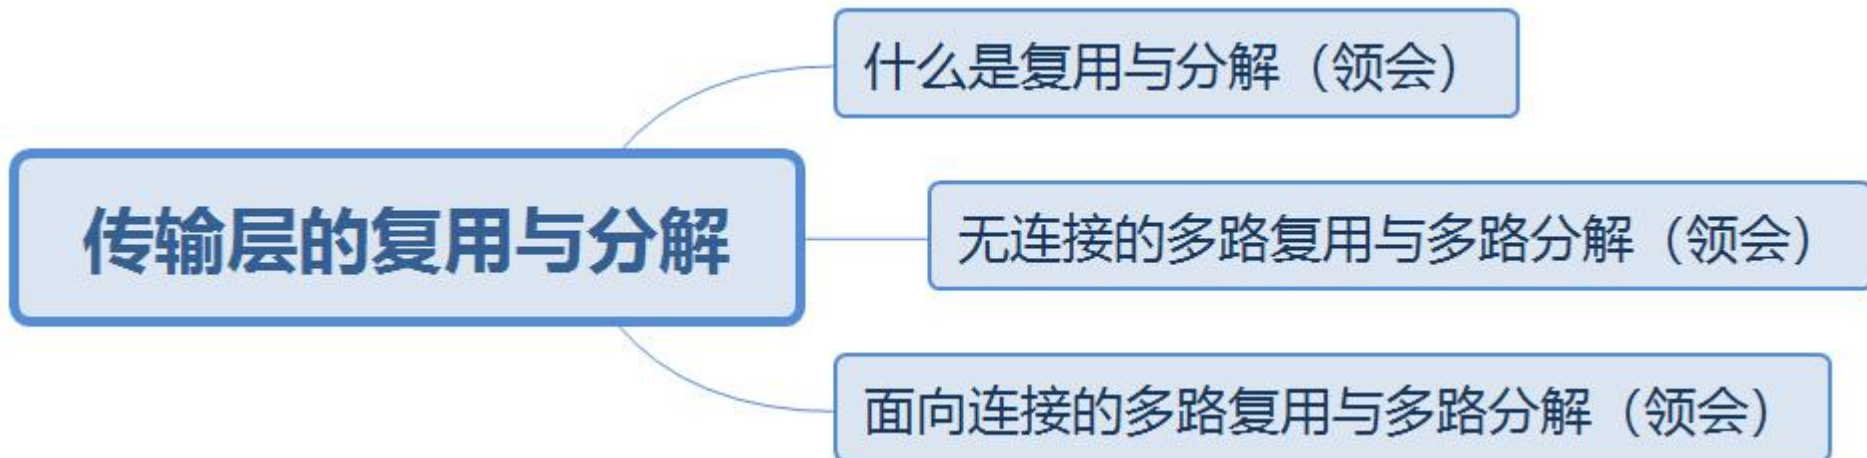 什么是复用与分解（领会）
传输层的复用与分解
无连接的多路复用与多路分解（领会）
面向连接的多路复用与多路分解（领会）